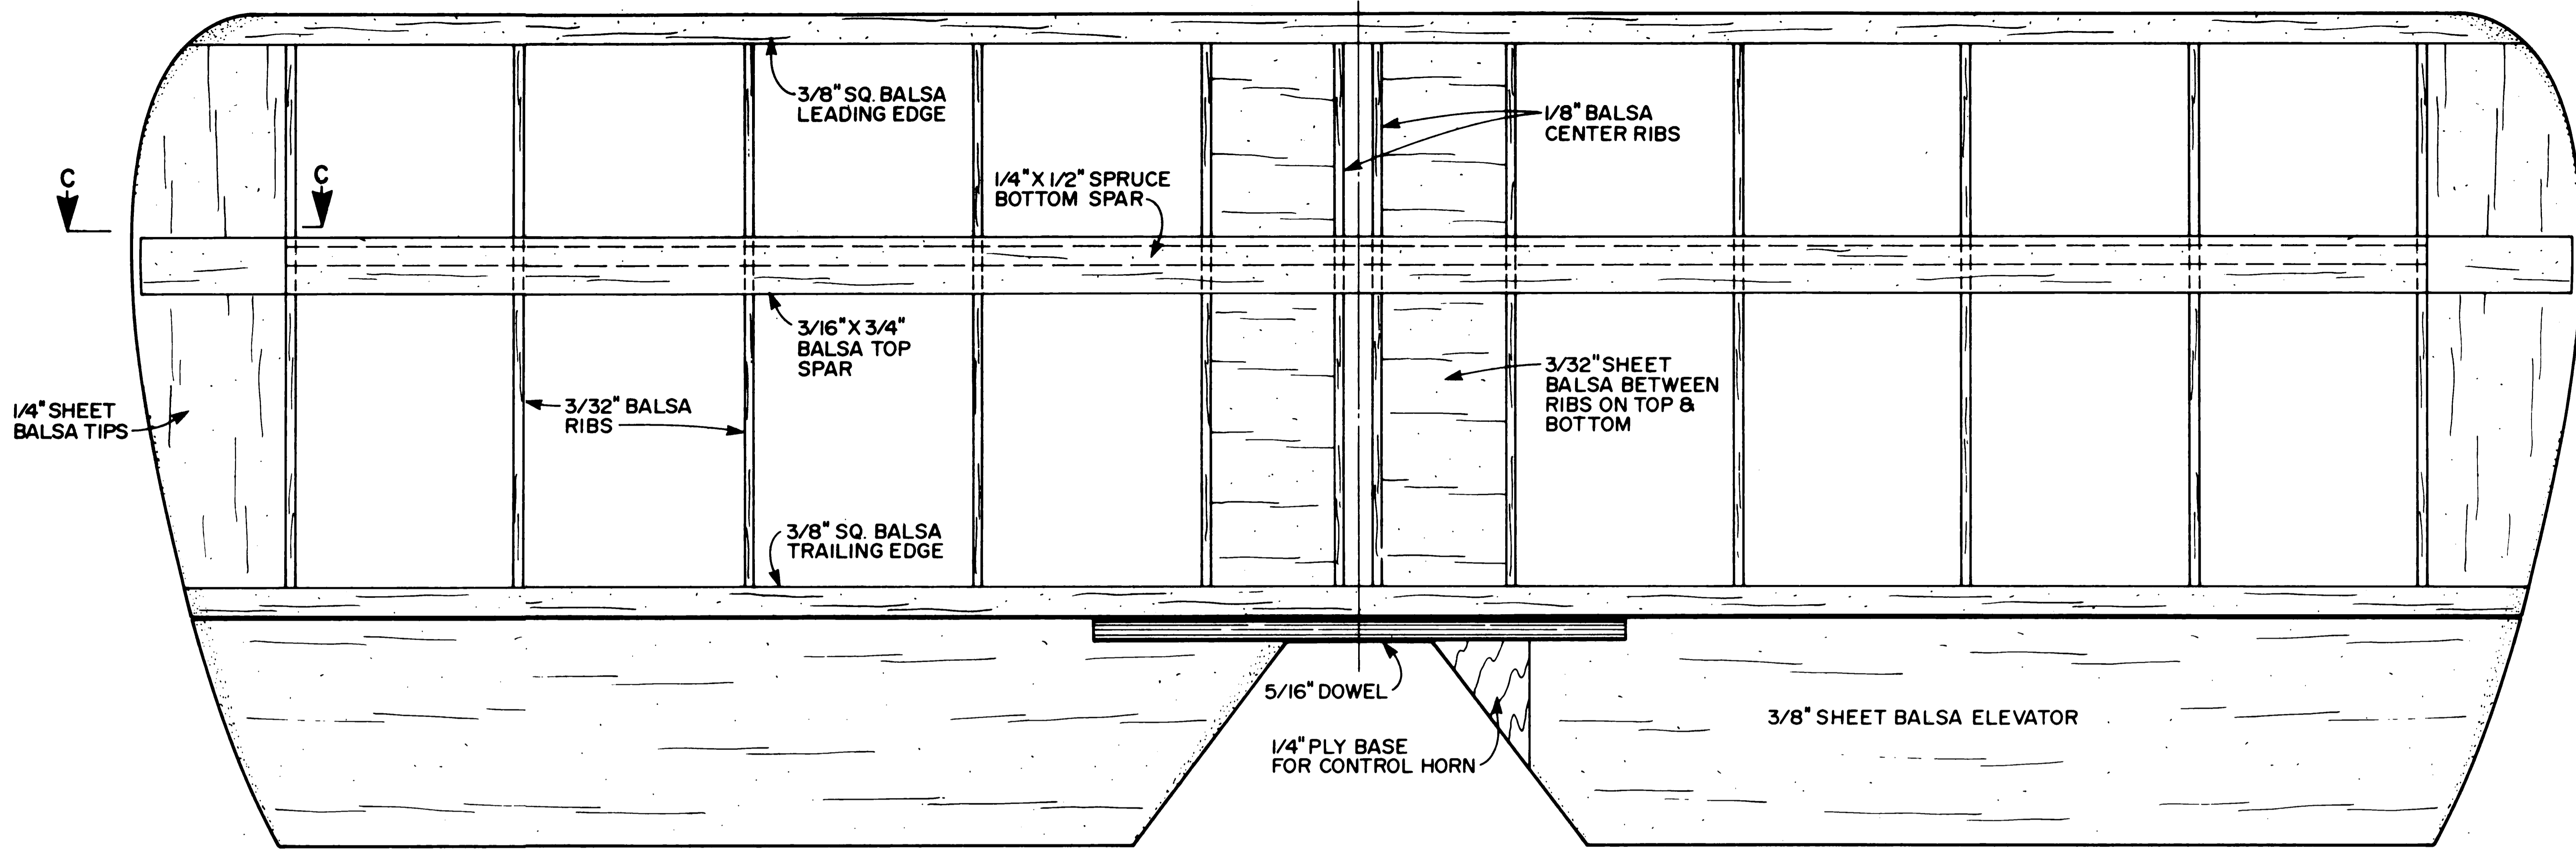 3/8" SQ. BALSA
LEADING EDGE
1/8" BALSA
CENTER RIBS
C
C
1/4" X 1/2" SPRUCE
BOTTOM SPAR
3/16" X 3/4"
BALSA TOP
SPAR
3/32" SHEET
BALSA BETWEEN
RIBS ON TOP &
BOTTOM
1/4" SHEET
BALSA TIPS
3/32" BALSA
RIBS
3/8" SQ. BALSA
TRAILING EDGE
5/16" DOWEL
3/8" SHEET BALSA ELEVATOR
1/4" PLY BASE
FOR CONTROL HORN